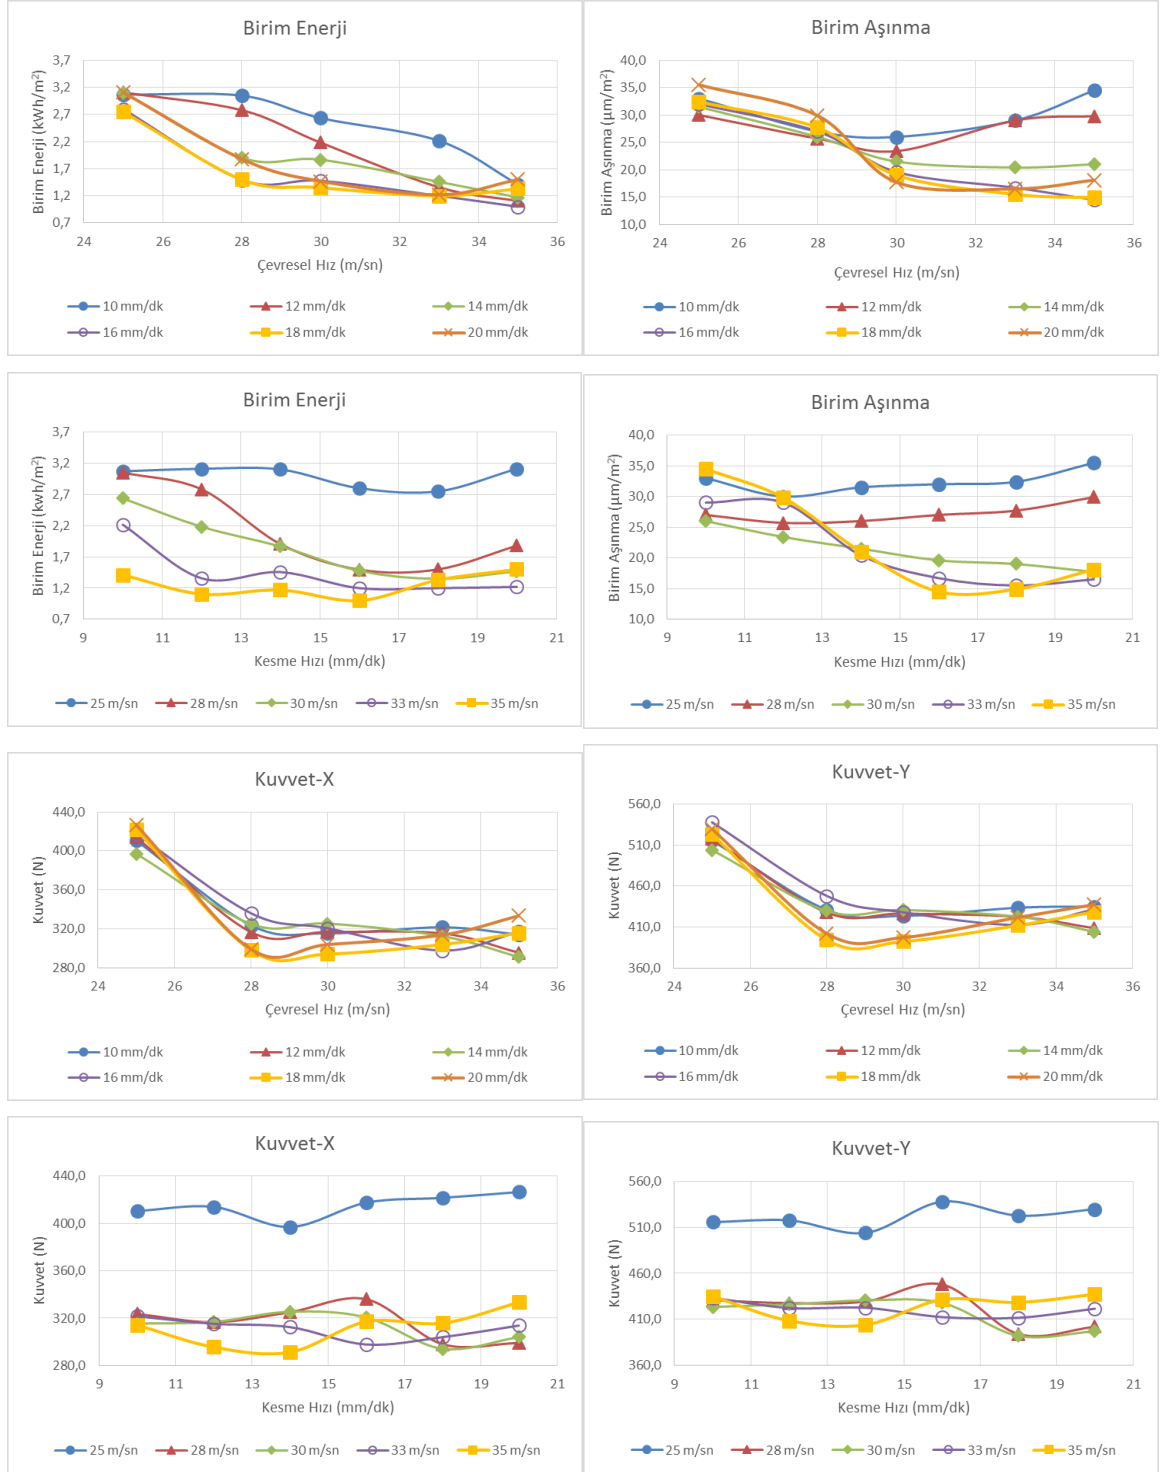 Birim Enerji
3,7
3,2
2,7
2,2
1,7
1,2
0,7
Birim Enerji (kWh/m²)
24 26 28 30 32 34 36
Çevresel Hız (m/sn)
10 mm/dk 12 mm/dk 14 mm/dk
16 mm/dk 18 mm/dk 20 mm/dk
Birim Aşınma
40,0
35,0
30,0
25,0
20,0
15,0
10,0
Birim Aşınma (µm/m²)
24 26 28 30 32 34 36
Çevresel Hız (m/sn)
10 mm/dk 12 mm/dk 14 mm/dk
16 mm/dk 18 mm/dk 20 mm/dk
Birim Enerji
3,7
3,2
2,7
2,2
1,7
1,2
0,7
Birim Enerji (kwh/m²)
9 11 13 15 17 19 21
Kesme Hızı (mm/dk)
25 m/sn 28 m/sn 30 m/sn 33 m/sn 35 m/sn
Birim Aşınma
40,0
35,0
30,0
25,0
20,0
15,0
10,0
Birim Aşınma (µm/m²)
9 11 13 15 17 19 21
Kesme Hızı (mm/dk)
25 m/sn 28 m/sn 30 m/sn 33 m/sn 35 m/sn
Kuvvet-X
440,0
400,0
360,0
320,0
280,0
Kuvvet (N)
24 26 28 30 32 34 36
Çevresel Hız (m/sn)
10 mm/dk 12 mm/dk 14 mm/dk
16 mm/dk 18 mm/dk 20 mm/dk
Kuvvet-Y
560,0
510,0
460,0
410,0
360,0
Kuvvet (N)
24 26 28 30 32 34 36
Çevresel Hız (m/sn)
10 mm/dk 12 mm/dk 14 mm/dk
16 mm/dk 18 mm/dk 20 mm/dk
Kuvvet-X
440,0
400,0
360,0
320,0
280,0
Kuvvet (N)
9 11 13 15 17 19 21
Kesme Hızı (mm/dk)
25 m/sn 28 m/sn 30 m/sn 33 m/sn 35 m/sn
Kuvvet-Y
560,0
510,0
460,0
410,0
360,0
Kuvvet (N)
9 11 13 15 17 19 21
Kesme Hızı (mm/dk)
25 m/sn 28 m/sn 30 m/sn 33 m/sn 35 m/sn